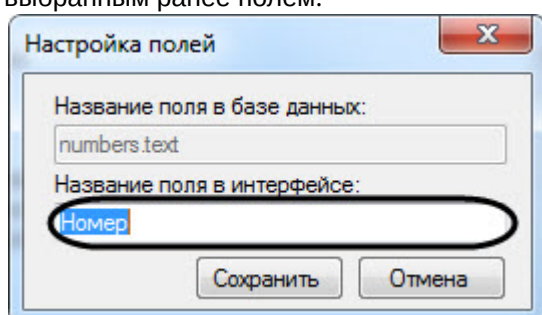 выбранным ранее полем.
Настройка полей
Название поля в базе данных:
numbers.text
Название поля в интерфейсе:
Номер
Сохранить Отмена